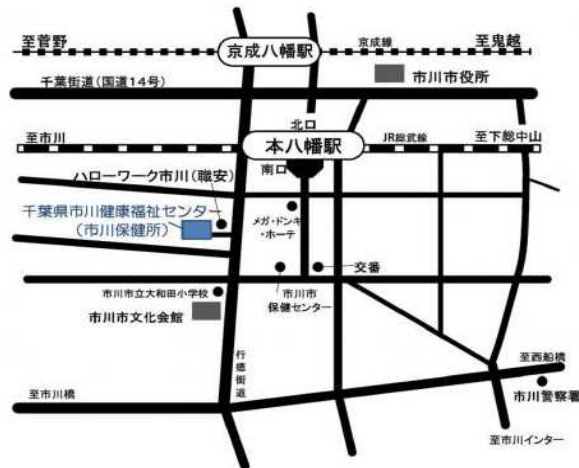 至菅野
京成八幡駅
京成線
至鬼越
市川市役所
千葉街道(国道14号)
北口
至市川
本八幡駅
JR総武線
至下総中山
南口
ハローワーク市川(職安)
千葉県市川健康福祉センター
(市川保健所)
メガ・ドンキ
・ホーテ
交番
市川市
保健センター
市川市立大和田小学校
市川市文化会館
行徳街道
至西船橋
市川警察署
至市川橋
至市川インター